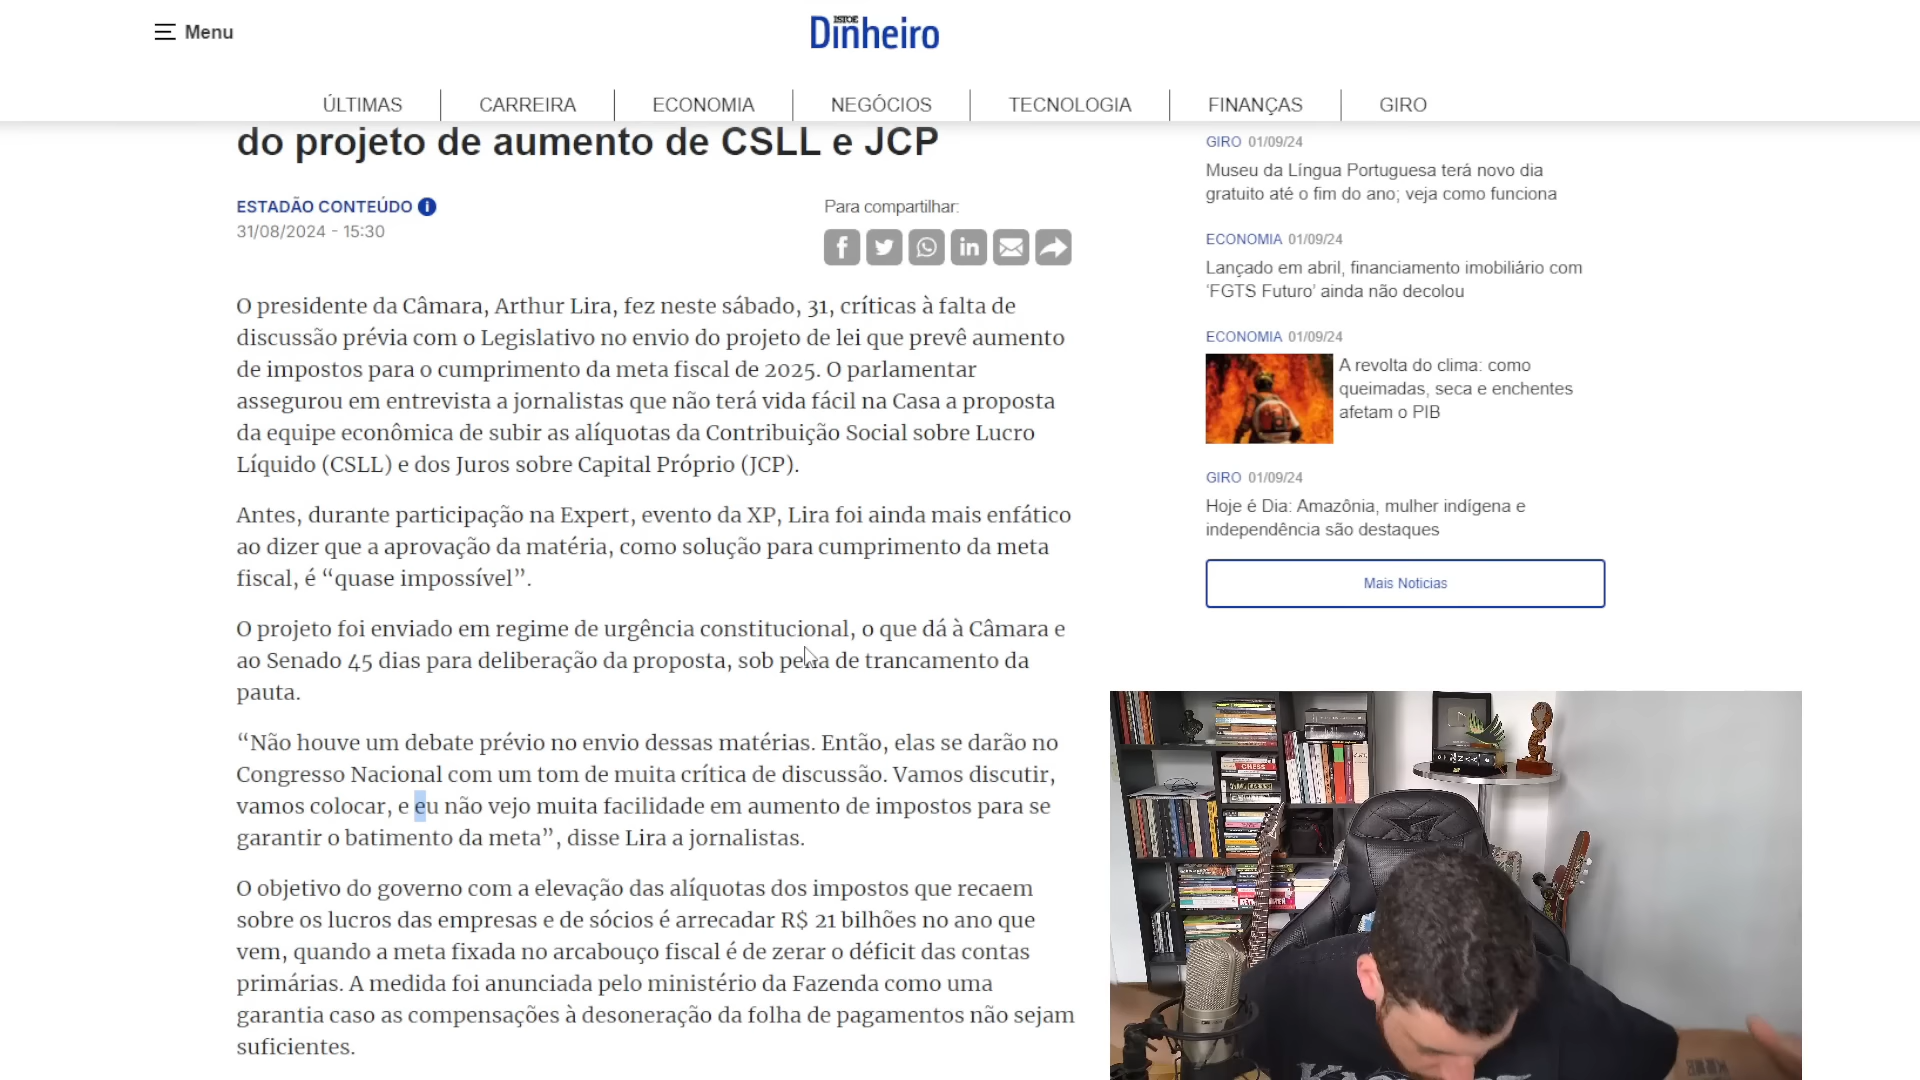 Menu
ISTOÉ
Dinheiro
ÚLTIMAS
CARREIRA
ECONOMIA
NEGÓCIOS
TECNOLOGIA
FINANÇAS
GIRO
do projeto de aumento de CSLL e JCP
ESTADÃO CONTEÚDO i
31/08/2024 - 15:30
Para compartilhar:
O presidente da Câmara, Arthur Lira, fez neste sábado, 31, críticas à falta de
discussão prévia com o Legislativo no envio do projeto de lei que prevê aumento
de impostos para o cumprimento da meta fiscal de 2025. O parlamentar
assegurou em entrevista a jornalistas que não terá vida fácil na Casa a proposta
da equipe econômica de subir as alíquotas da Contribuição Social sobre Lucro
Líquido (CSLL) e dos Juros sobre Capital Próprio (JCP).
Antes, durante participação na Expert, evento da XP, Lira foi ainda mais enfático
ao dizer que a aprovação da matéria, como solução para cumprimento da meta
fiscal, é “quase impossível”.
O projeto foi enviado em regime de urgência constitucional, o que dá à Câmara e
ao Senado 45 dias para deliberação da proposta, sob pena de trancamento da
pauta.
“Não houve um debate prévio no envio dessas matérias. Então, elas se darão no
Congresso Nacional com um tom de muita crítica de discussão. Vamos discutir,
vamos colocar, e eu não vejo muita facilidade em aumento de impostos para se
garantir o batimento da meta”, disse Lira a jornalistas.
O objetivo do governo com a elevação das alíquotas dos impostos que recaem
sobre os lucros das empresas e de sócios é arrecadar R$ 21 bilhões no ano que
vem, quando a meta fixada no arcabouço fiscal é de zerar o déficit das contas
primárias. A medida foi anunciada pelo ministério da Fazenda como uma
garantia caso as compensações à desoneração da folha de pagamentos não sejam
suficientes.
GIRO 01/09/24
Museu da Língua Portuguesa terá novo dia
gratuito até o fim do ano; veja como funciona
ECONOMIA 01/09/24
Lançado em abril, financiamento imobiliário com
‘FGTS Futuro’ ainda não decolou
ECONOMIA 01/09/24
A revolta do clima: como
queimadas, seca e enchentes
afetam o PIB
GIRO 01/09/24
Hoje é Dia: Amazônia, mulher indígena e
independência são destaques
Mais Noticias
CHESS